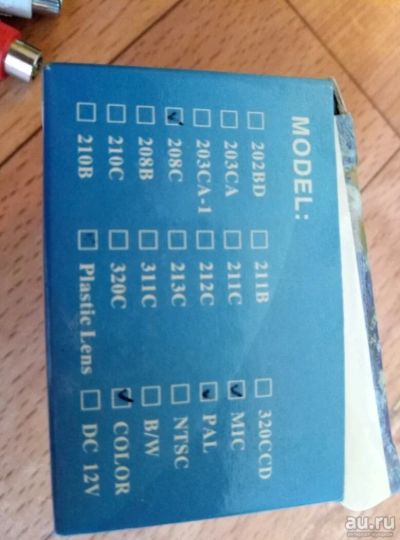 MODEL:
☐ 202BD ☐ 211B ☐ 320CCD
☐ 203CA ☐ 211C ☑ MIC
☐ 203CA-1 ☐ 212C ☑ PAL
☑ 208C ☐ 213C ☐ NTSC
☐ 208B ☐ 311C ☐ B/W
☐ 210C ☐ 320C ☑ COLOR
☐ 210B ☐ Plastic Lens ☐ DC 12V
au.ru